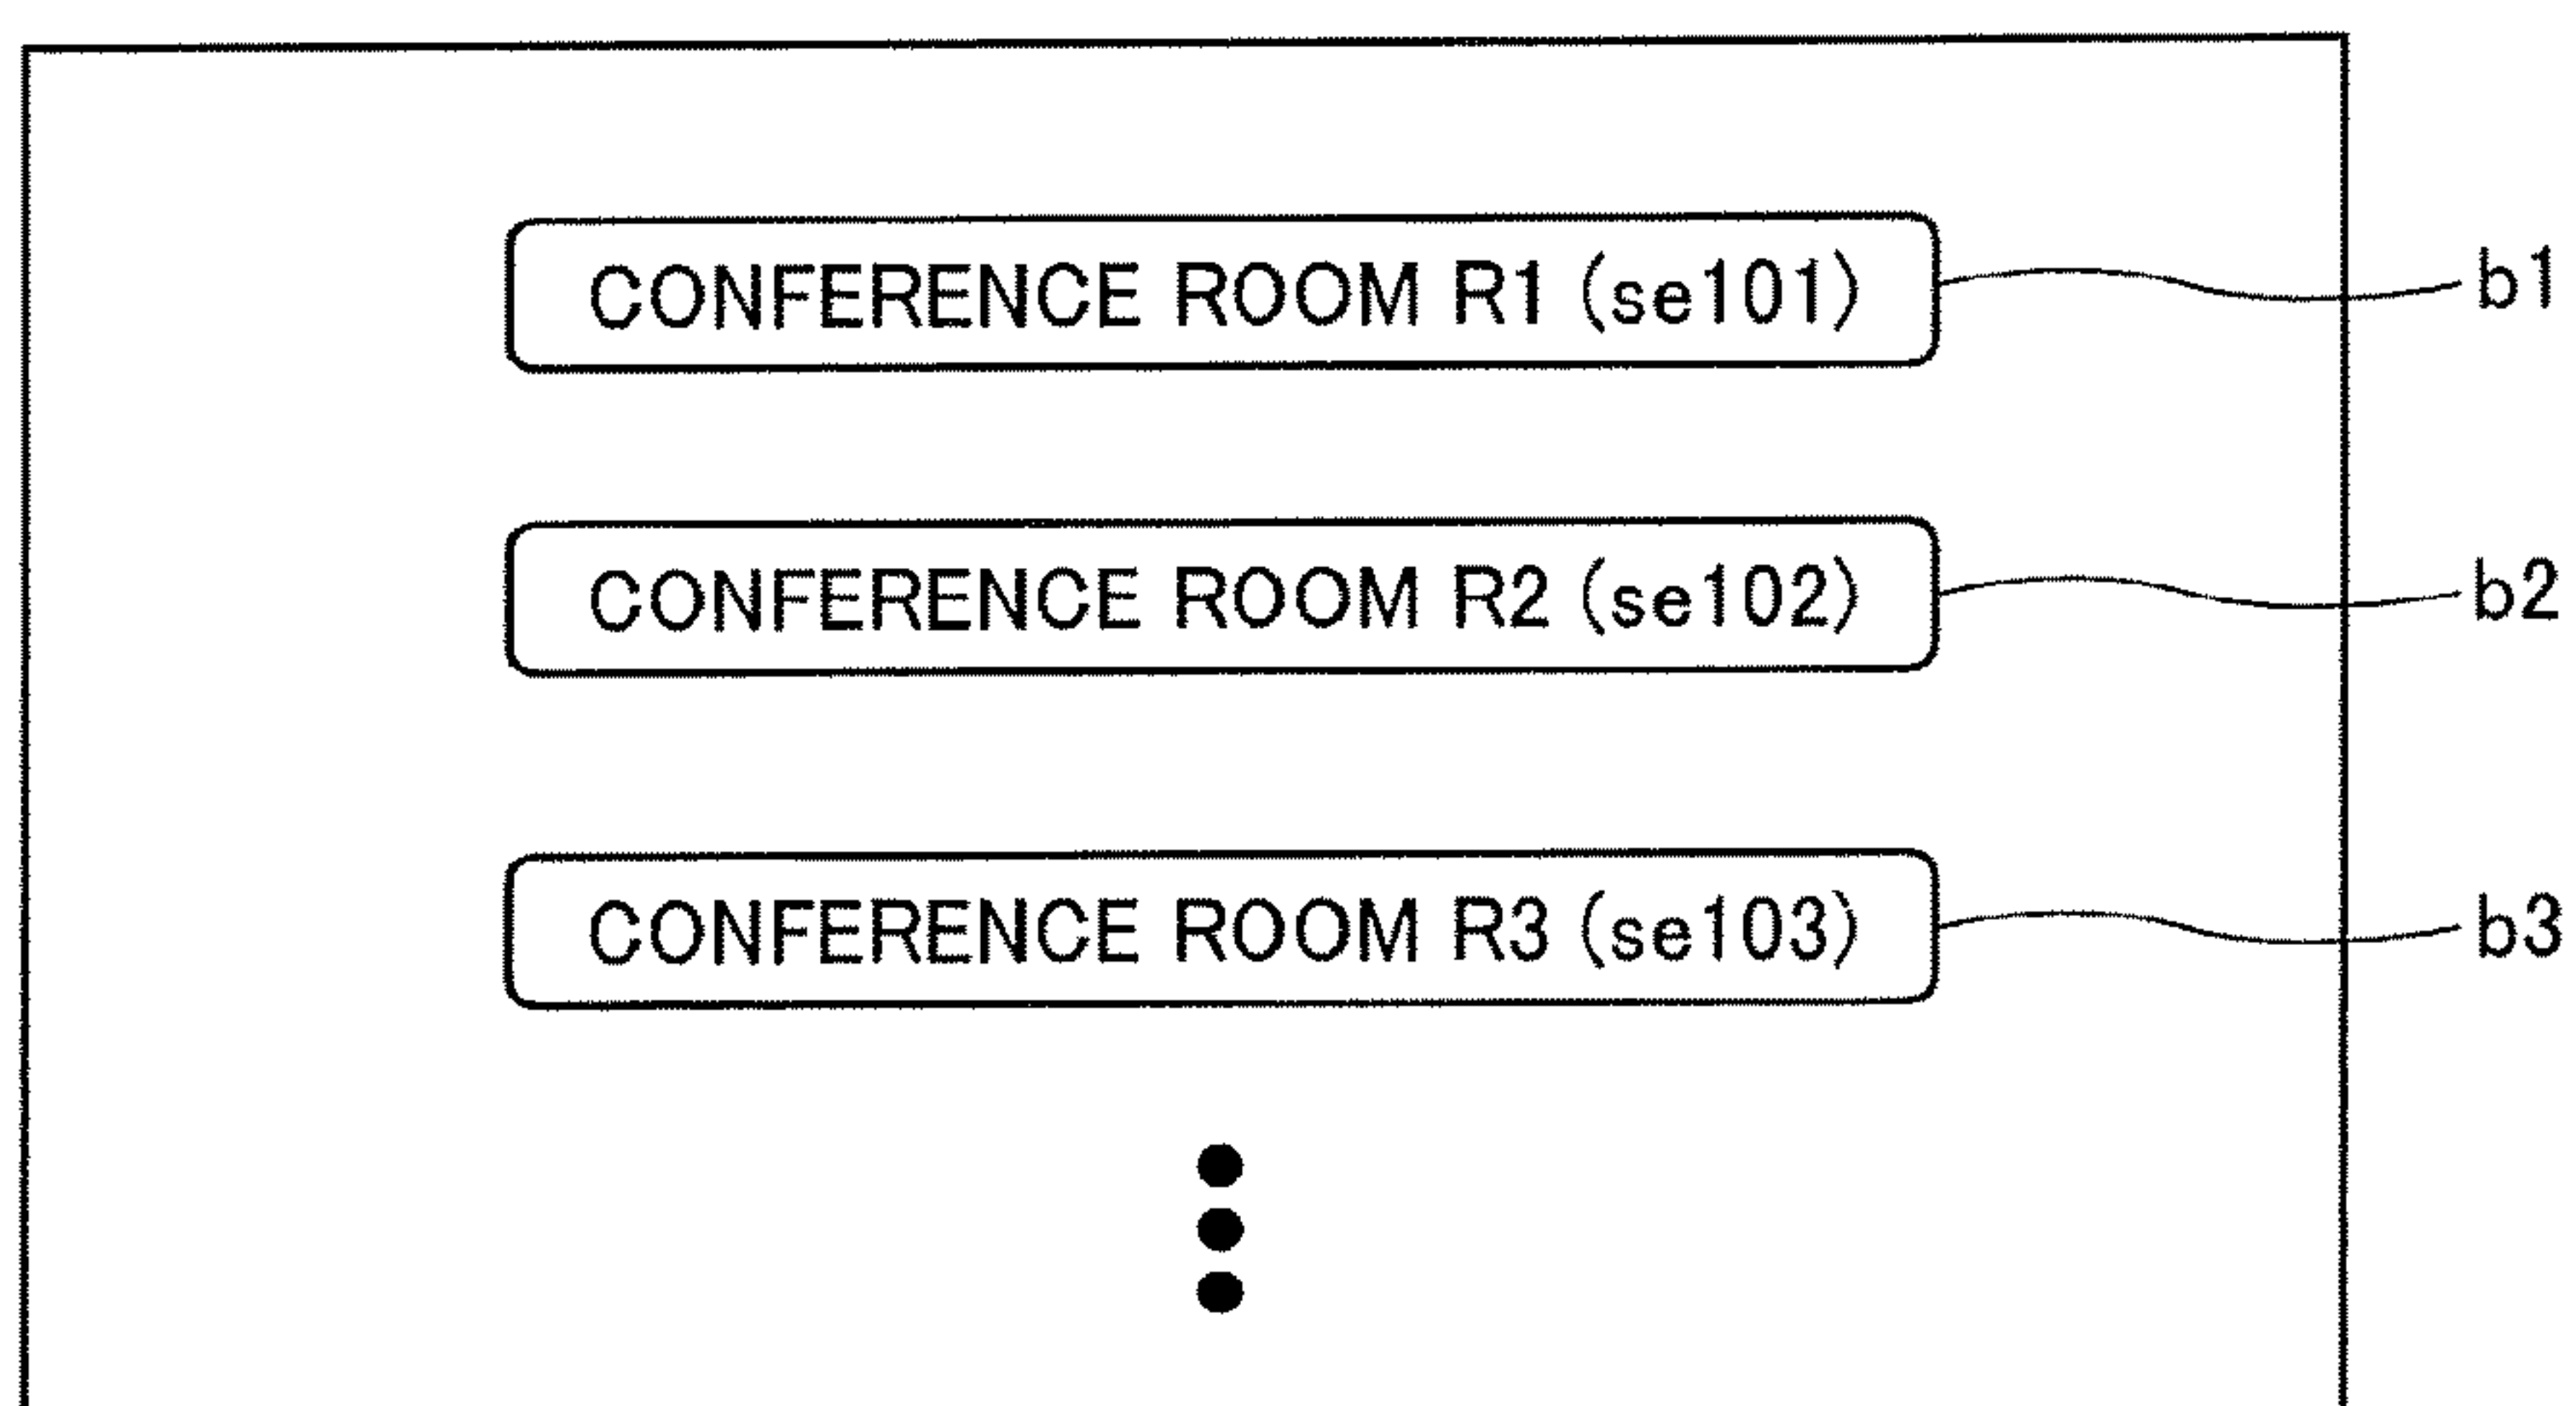 CONFERENCE ROOM R1 (se101) b1
CONFERENCE ROOM R2 (se102) b2
CONFERENCE ROOM R3 (se103) b3